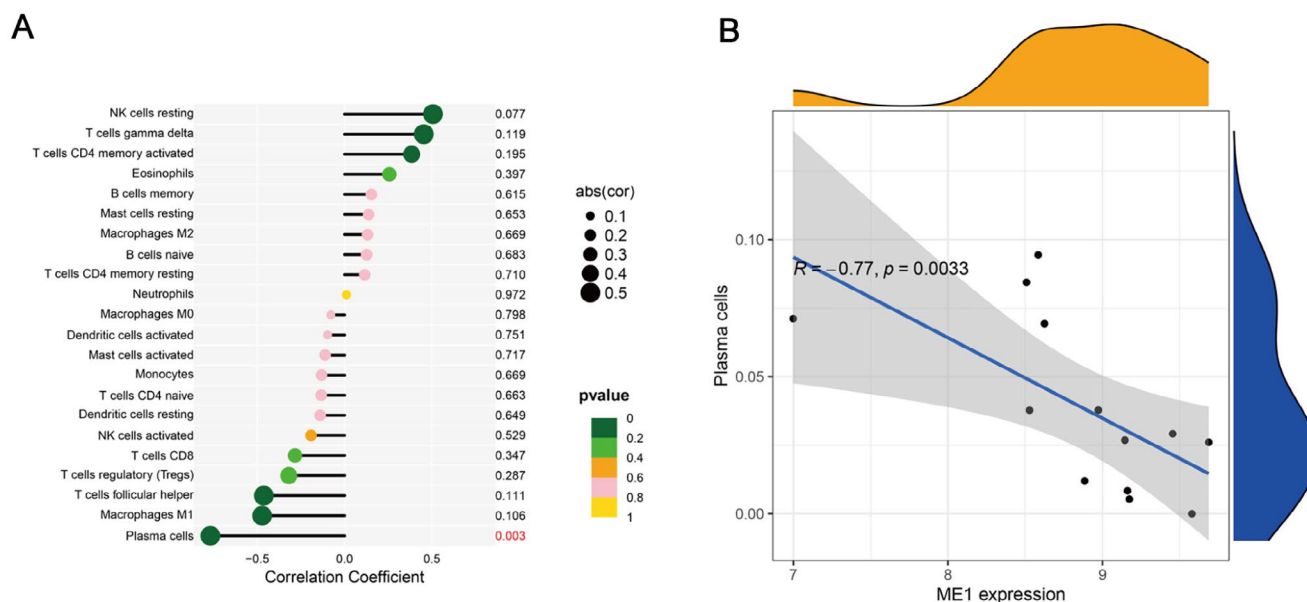 A
NK cells resting 0.077
T cells gamma delta 0.119
T cells CD4 memory activated 0.195
Eosinophils 0.397
B cells memory 0.615
Mast cells resting 0.653
Macrophages M2 0.669
B cells naive 0.683
T cells CD4 memory resting 0.710
Neutrophils 0.972
Macrophages M0 0.798
Dendritic cells activated 0.751
Mast cells activated 0.717
Monocytes 0.669
T cells CD4 naive 0.663
Dendritic cells resting 0.649
NK cells activated 0.529
T cells CD8 0.347
T cells regulatory (Tregs) 0.287
T cells follicular helper 0.111
Macrophages M1 0.106
Plasma cells 0.003
−0.5 0.0 0.5
Correlation Coefficient
abs(cor)
0.1
0.2
0.3
0.4
0.5
pvalue
0
0.2
0.4
0.6
0.8
1
B
R = −0.77, p = 0.0033
Plasma cells
0.10
0.05
0.00
7 8 9
ME1 expression